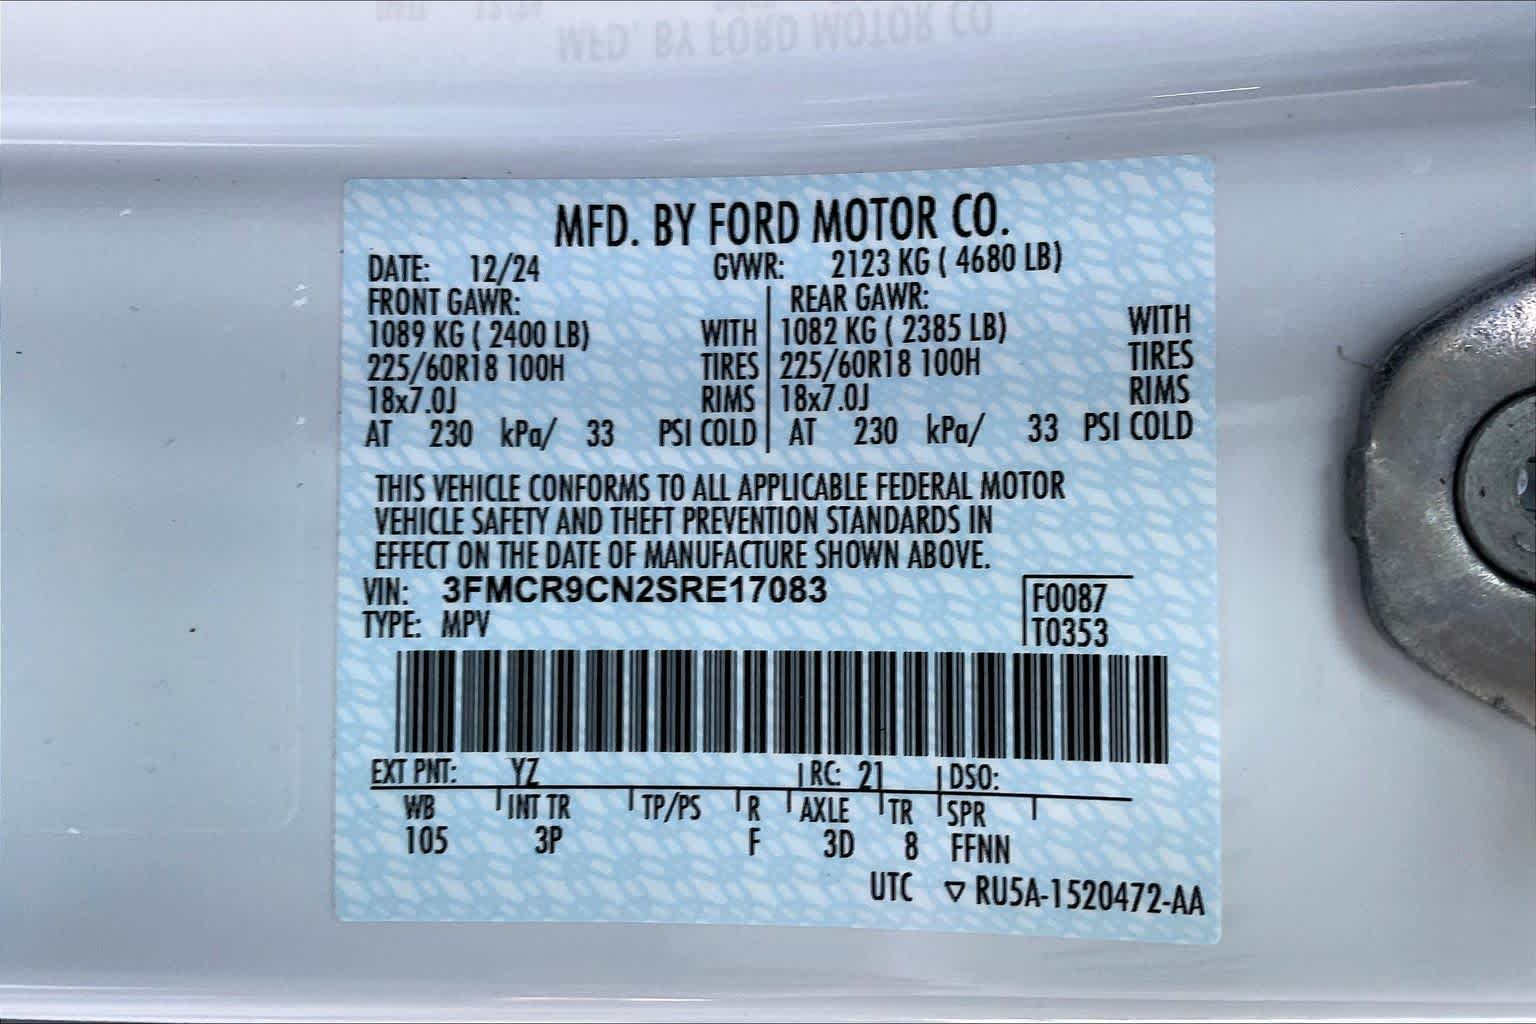 MFD. BY FORD MOTOR CO
MFD. BY FORD MOTOR CO.
DATE: 12/24 GVWR: 2123 KG ( 4680 LB)
FRONT GAWR: REAR GAWR:
1089 KG ( 2400 LB) WITH 1082 KG ( 2385 LB) WITH
225/60R18 100H TIRES 225/60R18 100H TIRES
18x7.0J RIMS 18x7.0J RIMS
AT 230 kPa/ 33 PSI COLD AT 230 kPa/ 33 PSI COLD
THIS VEHICLE CONFORMS TO ALL APPLICABLE FEDERAL MOTOR
VEHICLE SAFETY AND THEFT PREVENTION STANDARDS IN
EFFECT ON THE DATE OF MANUFACTURE SHOWN ABOVE.
VIN: 3FMCR9CN2SRE17083 F0087
TYPE: MPV T0353
EXT PNT: YZ RC: 21 DSO:
WB INT TR TP/PS R AXLE TR SPR
105 3P F 3D 8 FFNN
UTC ▽ RU5A-1520472-AA